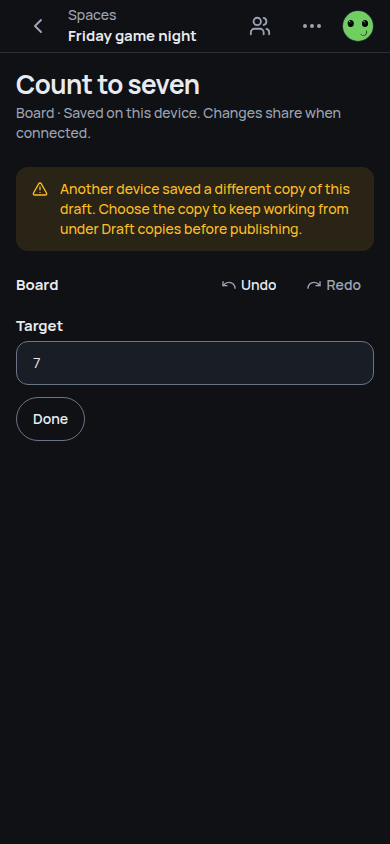 Spaces
Friday game night
Count to seven
Board · Saved on this device. Changes share when
connected.
Another device saved a different copy of this
draft. Choose the copy to keep working from
under Draft copies before publishing.
Board
Undo
Redo
Target
7
Done